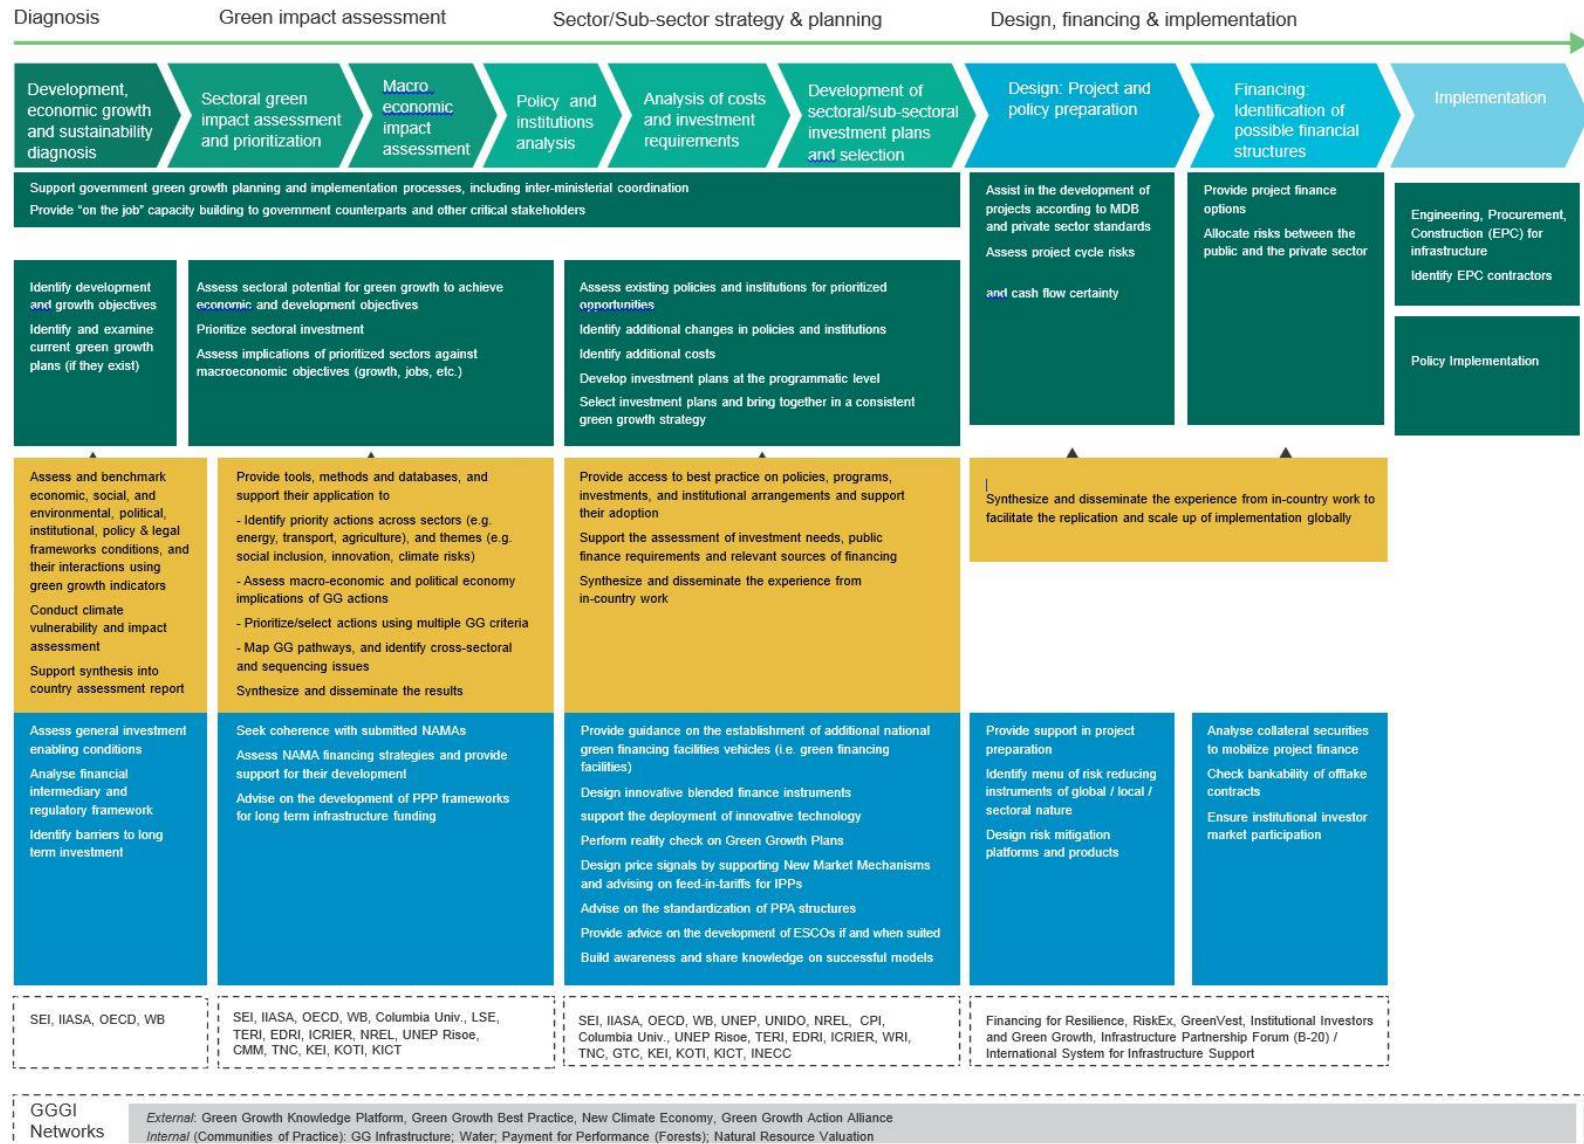 Diagnosis
Green impact assessment
Sector/Sub-sector strategy & planning
Design, financing & implementation
Development,
economic growth
and sustainability
diagnosis
Sectoral green
impact assessment
and prioritization
Macro
economic
impact
assessment
Policy and
institutions
analysis
Analysis of costs
and investment
requirements
Development of
sectoral/sub-sectoral
investment plans
and selection
Design: Project and
policy preparation
Financing:
Identification of
possible financial
structures
Implementation
Support government green growth planning and implementation processes, including inter-ministerial coordination
Provide "on the job" capacity building to government counterparts and other critical stakeholders
Assist in the development of
projects according to MDB
and private sector standards
Assess project cycle risks
and cash flow certainty
Provide project finance
options
Allocate risks between the
public and the private sector
Engineering, Procurement,
Construction (EPC) for
infrastructure
Identify EPC contractors
Policy Implementation
Identify development
and growth objectives
Identify and examine
current green growth
plans (if they exist)
Assess sectoral potential for green growth to achieve
economic and development objectives
Prioritize sectoral investment
Assess implications of prioritized sectors against
macroeconomic objectives (growth, jobs, etc.)
Assess existing policies and institutions for prioritized
opportunities
Identify additional changes in policies and institutions
Identify additional costs
Develop investment plans at the programmatic level
Select investment plans and bring together in a consistent
green growth strategy
Assess and benchmark
economic, social, and
environmental, political,
institutional, policy & legal
frameworks conditions, and
their interactions using
green growth indicators
Conduct climate
vulnerability and impact
assessment
Support synthesis into
country assessment report
Provide tools, methods and databases, and
support their application to
- Identify priority actions across sectors (e.g.
energy, transport, agriculture), and themes (e.g.
social inclusion, innovation, climate risks)
- Assess macro-economic and political economy
implications of GG actions
- Prioritize/select actions using multiple GG criteria
- Map GG pathways, and identify cross-sectoral
and sequencing issues
Synthesize and disseminate the results
Provide access to best practice on policies, programs,
investments, and institutional arrangements and support
their adoption
Support the assessment of investment needs, public
finance requirements and relevant sources of financing
Synthesize and disseminate the experience from
in-country work
Synthesize and disseminate the experience from in-country work to
facilitate the replication and scale up of implementation globally
Assess general investment
enabling conditions
Analyse financial
intermediary and
regulatory framework
Identify barriers to long
term investment
Seek coherence with submitted NAMAs
Assess NAMA financing strategies and provide
support for their development
Advise on the development of PPP frameworks
for long term infrastructure funding
Provide guidance on the establishment of additional national
green financing facilities vehicles (i.e. green financing
facilities)
Design innovative blended finance instruments
support the deployment of innovative technology
Perform reality check on Green Growth Plans
Design price signals by supporting New Market Mechanisms
and advising on feed-in-tariffs for IPPs
Advise on the standardization of PPA structures
Provide advice on the development of ESCOs if and when suited
Build awareness and share knowledge on successful models
Provide support in project
preparation
Identify menu of risk reducing
instruments of global / local /
sectoral nature
Design risk mitigation
platforms and products
Analyse collateral securities
to mobilize project finance
Check bankability of offtake
contracts
Ensure institutional investor
market participation
SEI, IIASA, OECD, WB
SEI, IIASA, OECD, WB, Columbia Univ., LSE,
TERI, EDRI, ICRIER, NREL, UNEP Risoe,
CMM, TNC, KEI, KOTI, KICT
SEI, IIASA, OECD, WB, UNEP, UNIDO, NREL, CPI,
Columbia Univ., UNEP Risoe, TERI, EDRI, ICRIER, WRI,
TNC, GTC, KEI, KOTI, KICT, INECC
Financing for Resilience, RiskEx, GreenVest, Institutional Investors
and Green Growth, Infrastructure Partnership Forum (B-20) /
International System for Infrastructure Support
GGGI
Networks
External: Green Growth Knowledge Platform, Green Growth Best Practice, New Climate Economy, Green Growth Action Alliance
Internal (Communities of Practice): GG Infrastructure; Water; Payment for Performance (Forests); Natural Resource Valuation